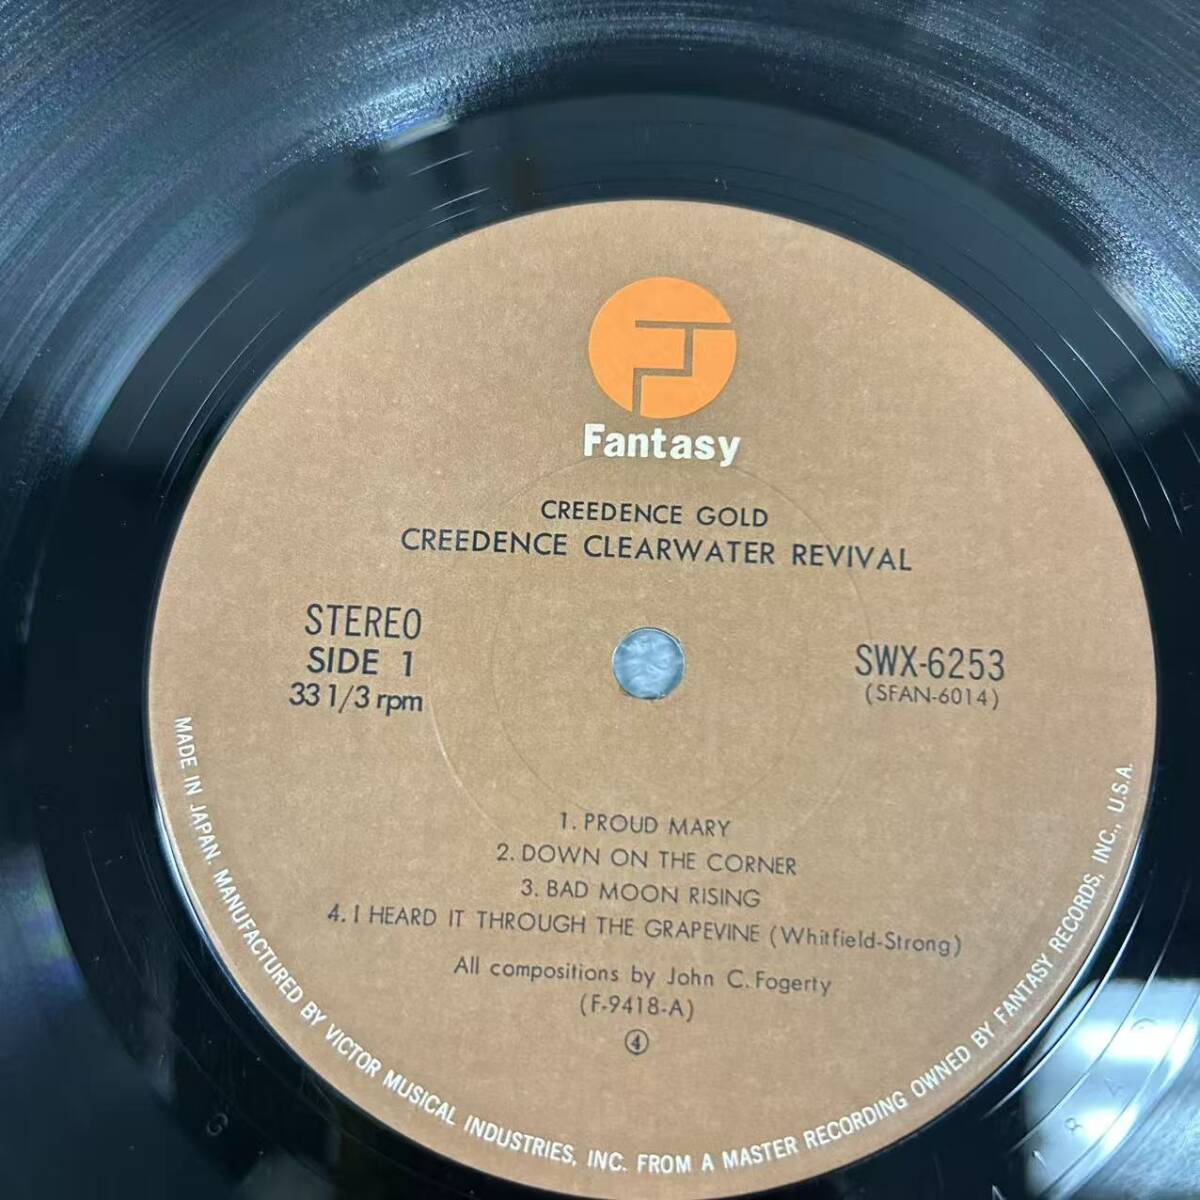 Fantasy
CREEDENCE GOLD
CREEDENCE CLEARWATER REVIVAL
STEREO
SIDE 1
33 1/3 rpm
SWX-6253
(SFAN-6014)
1. PROUD MARY
2. DOWN ON THE CORNER
3. BAD MOON RISING
4. I HEARD IT THROUGH THE GRAPEVINE (Whitfield-Strong)
All compositions by John C. Fogerty
(F-9418-A)
④
MADE IN JAPAN. MANUFACTURED BY VICTOR MUSICAL INDUSTRIES, INC. FROM A MASTER RECORDING OWNED BY FANTASY RECORDS, INC., U.S.A.